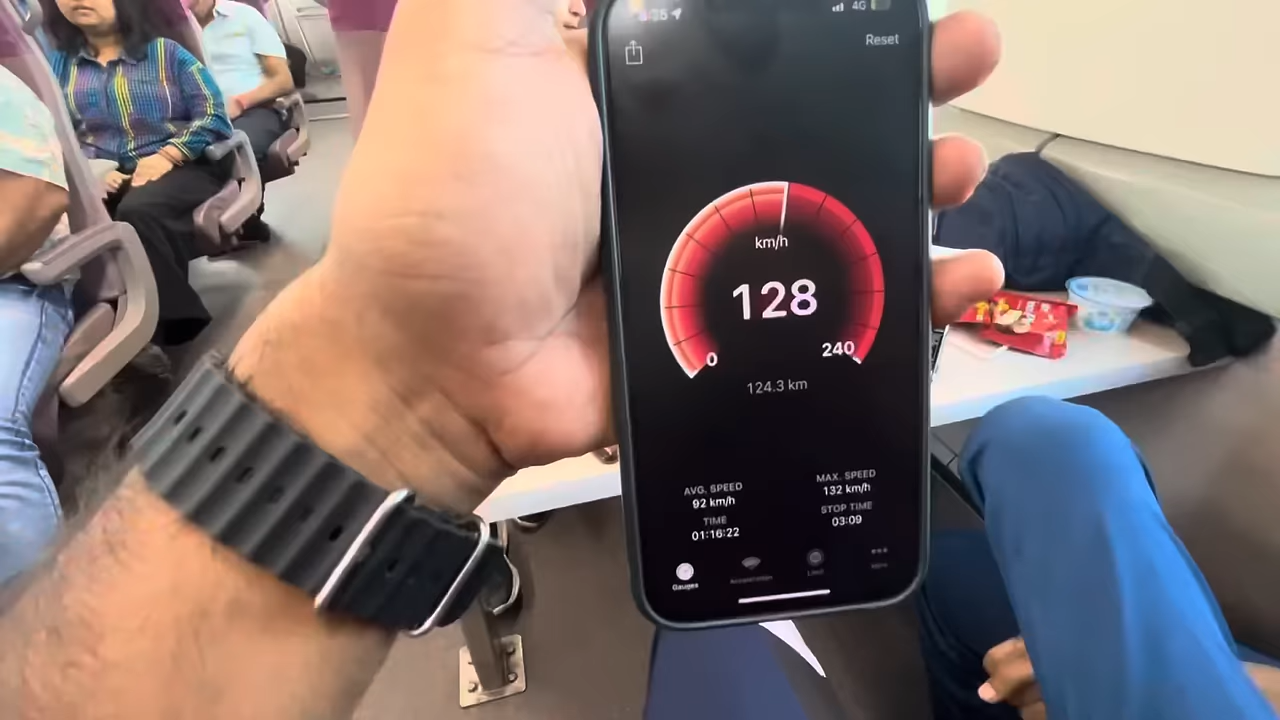 4G
Reset
km/h
128
0
240
124.3 km
AVG. SPEED
92 km/h
MAX. SPEED
132 km/h
TIME
01:16:22
STOP TIME
03:09
Gauges